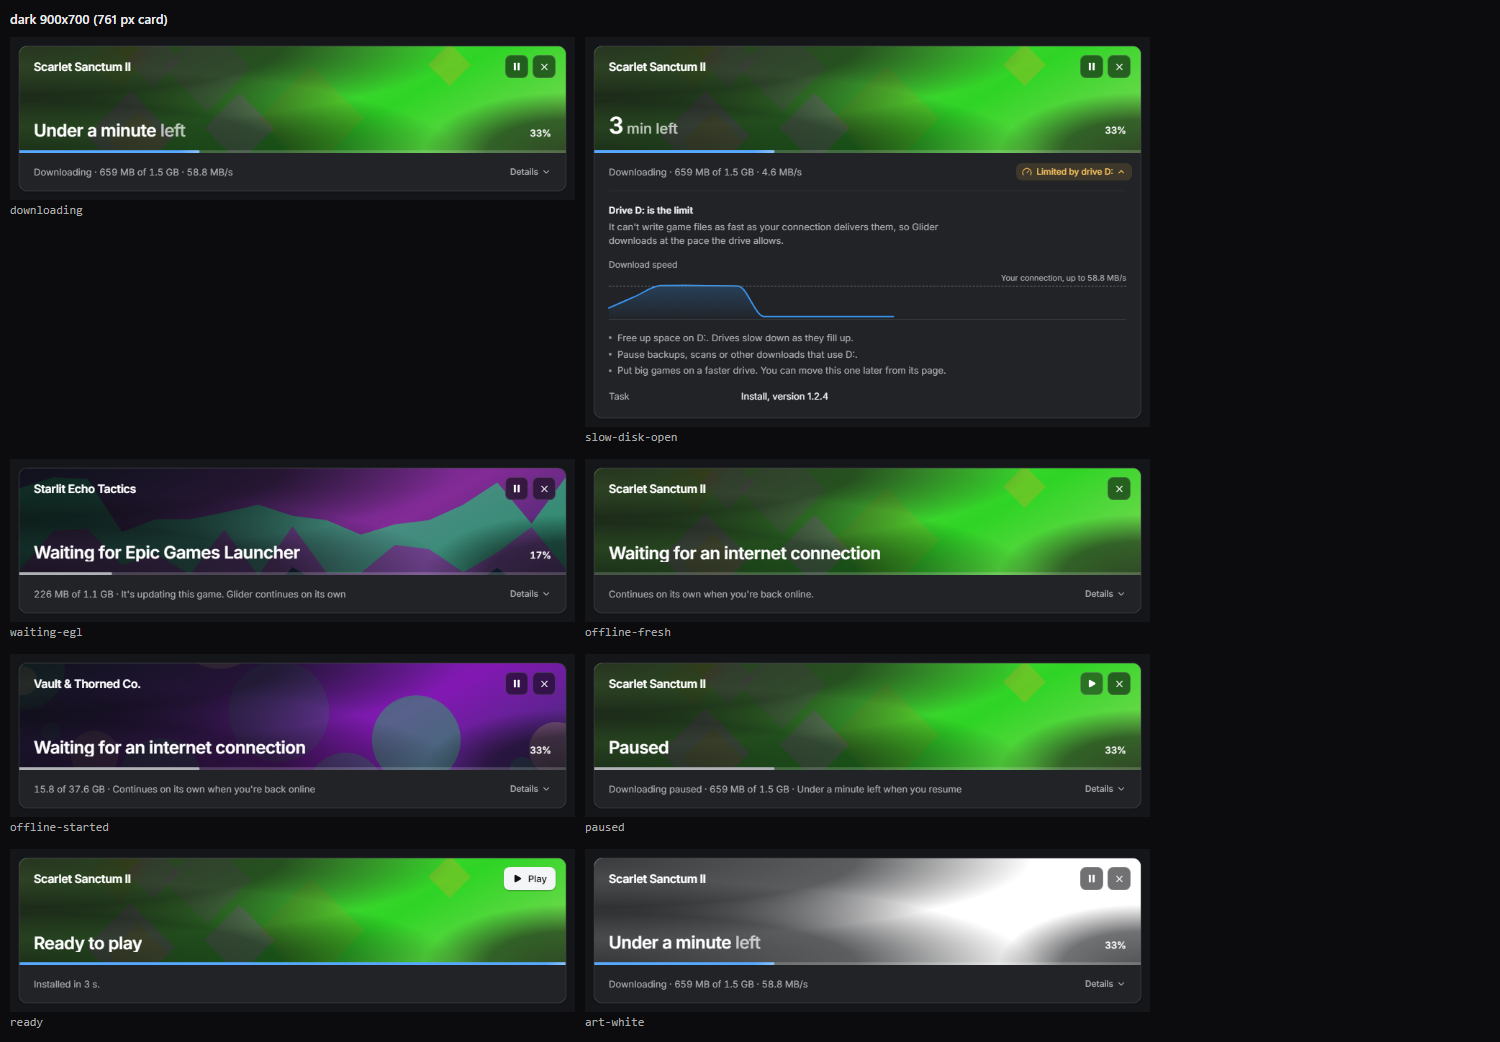 dark 900x700 (761 px card)
Scarlet Sanctum II
Under a minute left
33%
Downloading · 659 MB of 1.5 GB · 58.8 MB/s
Details
downloading
Scarlet Sanctum II
3 min left
33%
Downloading · 659 MB of 1.5 GB · 4.6 MB/s
Limited by drive D:
Drive D: is the limit
It can't write game files as fast as your connection delivers them, so Glider
downloads at the pace the drive allows.
Download speed
Your connection, up to 58.8 MB/s
• Free up space on D:. Drives slow down as they fill up.
• Pause backups, scans or other downloads that use D:.
• Put big games on a faster drive. You can move this one later from its page.
Task Install, version 1.2.4
slow-disk-open
Starlit Echo Tactics
Waiting for Epic Games Launcher
17%
226 MB of 1.1 GB · It's updating this game. Glider continues on its own
Details
waiting-egl
Scarlet Sanctum II
Waiting for an internet connection
Continues on its own when you're back online.
Details
offline-fresh
Vault & Thorned Co.
Waiting for an internet connection
33%
15.8 of 37.6 GB · Continues on its own when you're back online
Details
offline-started
Scarlet Sanctum II
Paused
33%
Downloading paused · 659 MB of 1.5 GB · Under a minute left when you resume
Details
paused
Scarlet Sanctum II
Play
Ready to play
Installed in 3 s.
ready
Scarlet Sanctum II
Under a minute left
33%
Downloading · 659 MB of 1.5 GB · 58.8 MB/s
Details
art-white